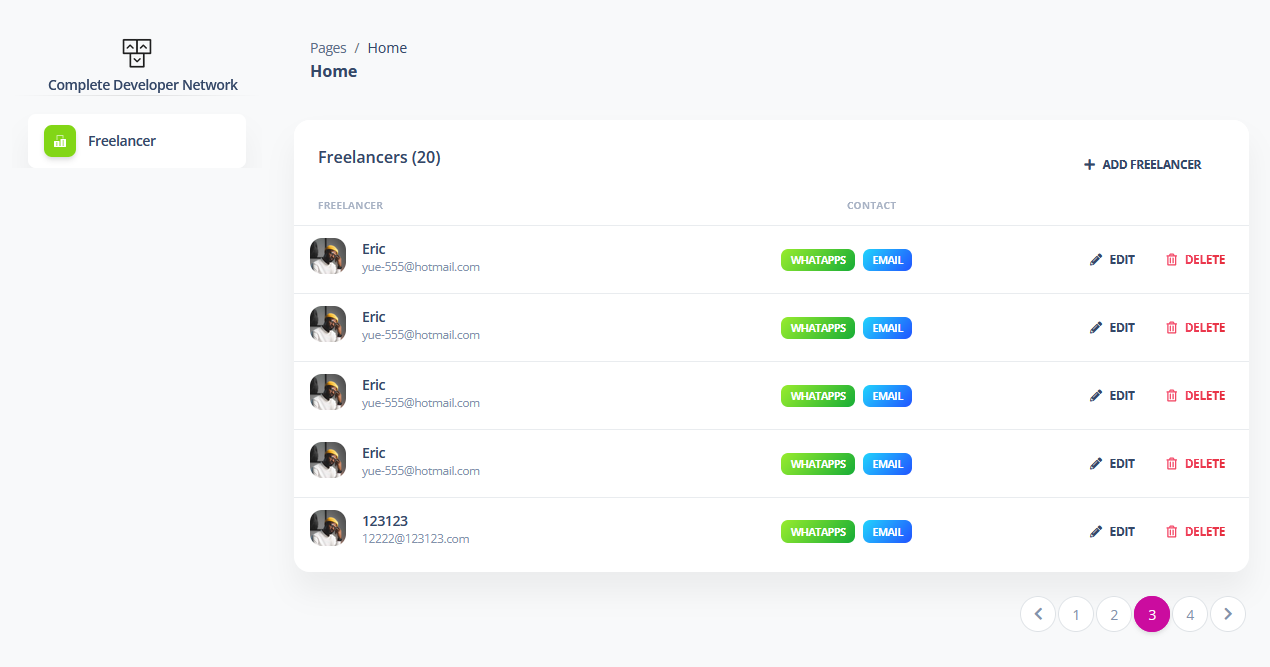 Complete Developer Network
Freelancer
Pages / Home
Home
Freelancers (20)
ADD FREELANCER
FREELANCER CONTACT
Eric
yue-555@hotmail.com
WHATAPPS EMAIL EDIT DELETE
Eric
yue-555@hotmail.com
WHATAPPS EMAIL EDIT DELETE
Eric
yue-555@hotmail.com
WHATAPPS EMAIL EDIT DELETE
Eric
yue-555@hotmail.com
WHATAPPS EMAIL EDIT DELETE
123123
12222@123123.com
WHATAPPS EMAIL EDIT DELETE
1 2 3 4